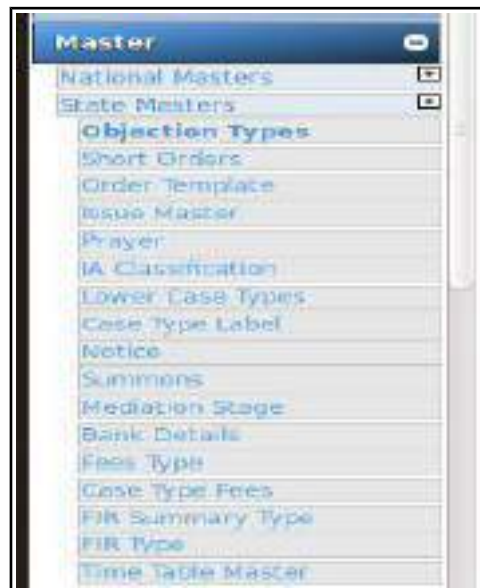 Master
National Masters
State Masters
Objection Types
Short Orders
Order Template
Issue Master
Prayer
IA Classification
Lower Case Types
Case Type Label
Notice
Summons
Mediation Stage
Bank Details
Fees Type
Case Type Fees
FIR Summary Type
FIR Type
Time Table Master